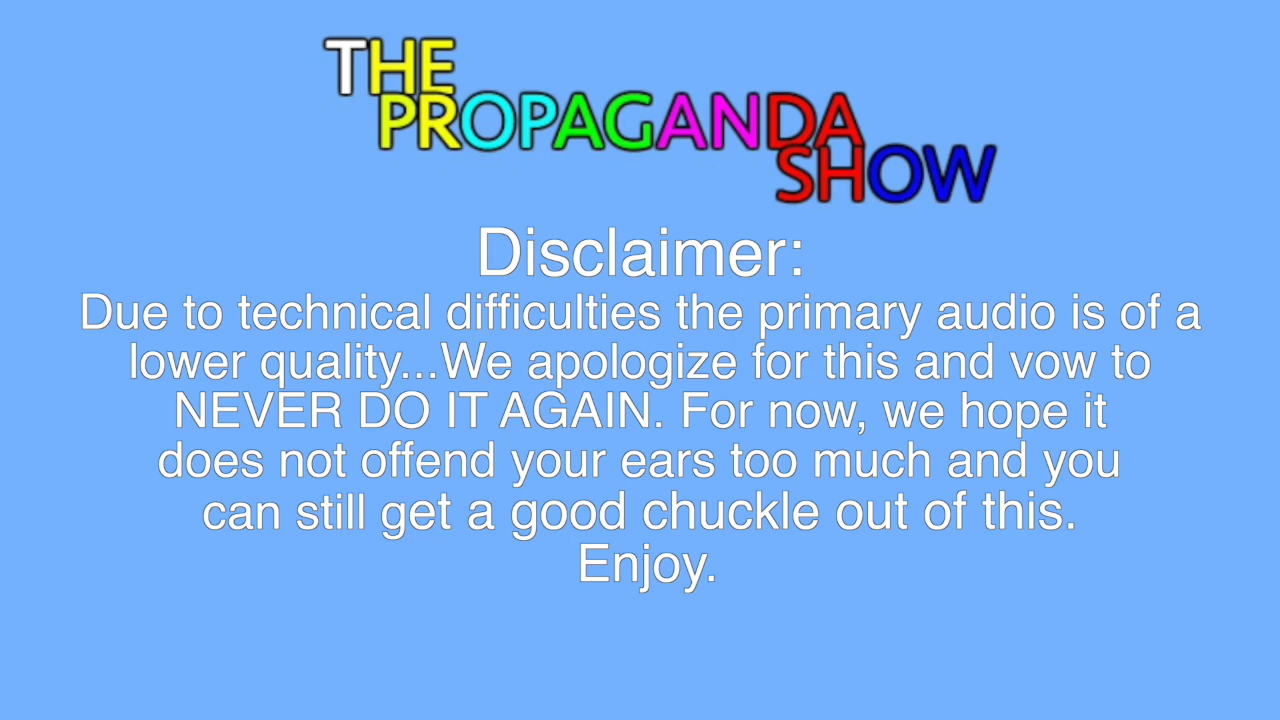 THE
PROPAGANDA
SHOW
Disclaimer:
Due to technical difficulties the primary audio is of a
lower quality...We apologize for this and vow to
NEVER DO IT AGAIN. For now, we hope it
does not offend your ears too much and you
can still get a good chuckle out of this.
Enjoy.